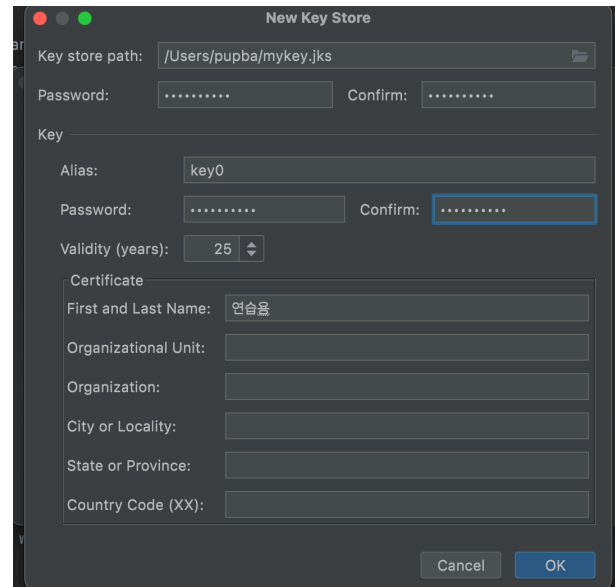 New Key Store
Key store path: /Users/pupba/mykey.jks
Password: •••••••••• Confirm: ••••••••••
Key
Alias: key0
Password: •••••••••• Confirm: ••••••••••
Validity (years): 25
Certificate
First and Last Name: 연습용
Organizational Unit:
Organization:
City or Locality:
State or Province:
Country Code (XX):
Cancel OK